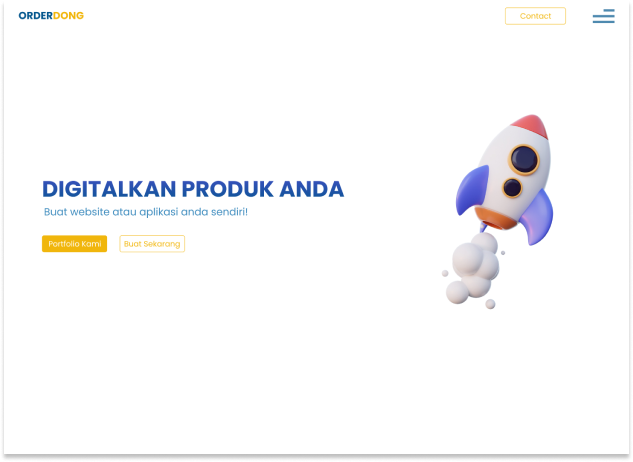 ORDERDONG
Contact
DIGITALKAN PRODUK ANDA
Buat website atau aplikasi anda sendiri!
Portfolio Kami
Buat Sekarang